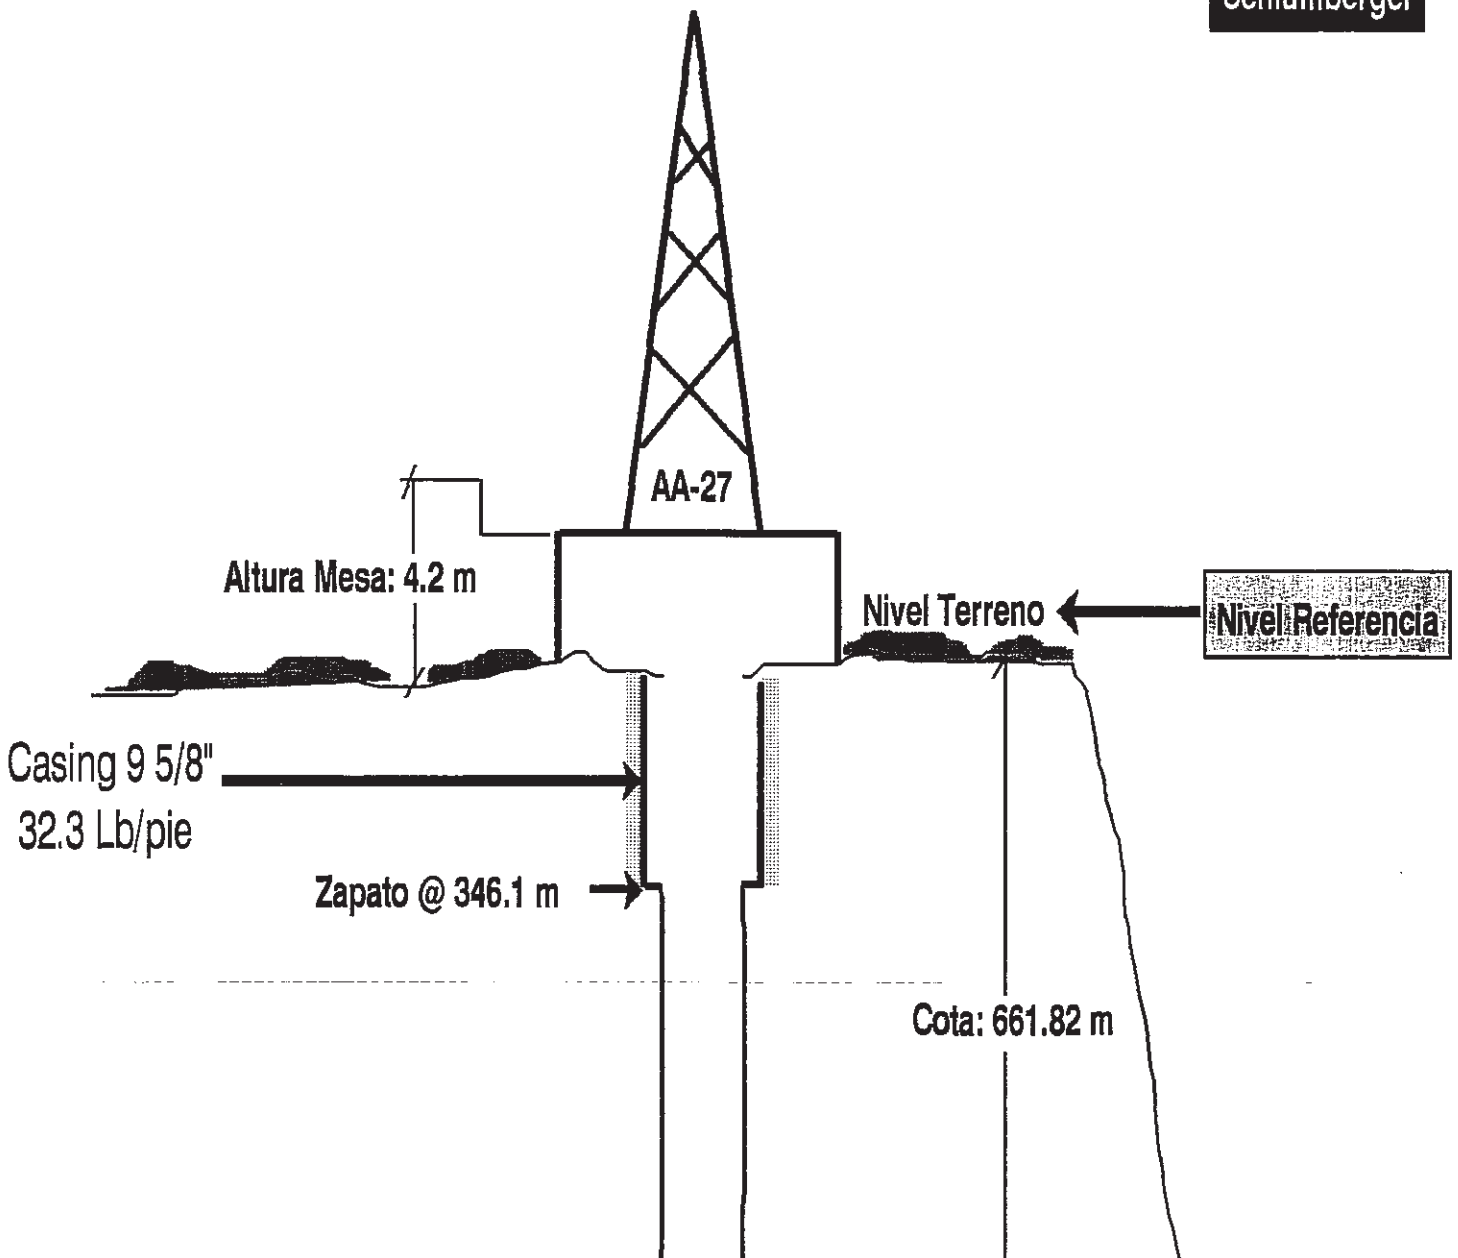 Schlumberger
AA-27
Altura Mesa: 4.2 m
Nivel Terreno
Nivel Referencia
Casing 9 5/8"
32.3 Lb/pie
Zapato @ 346.1 m
Cota: 661.82 m